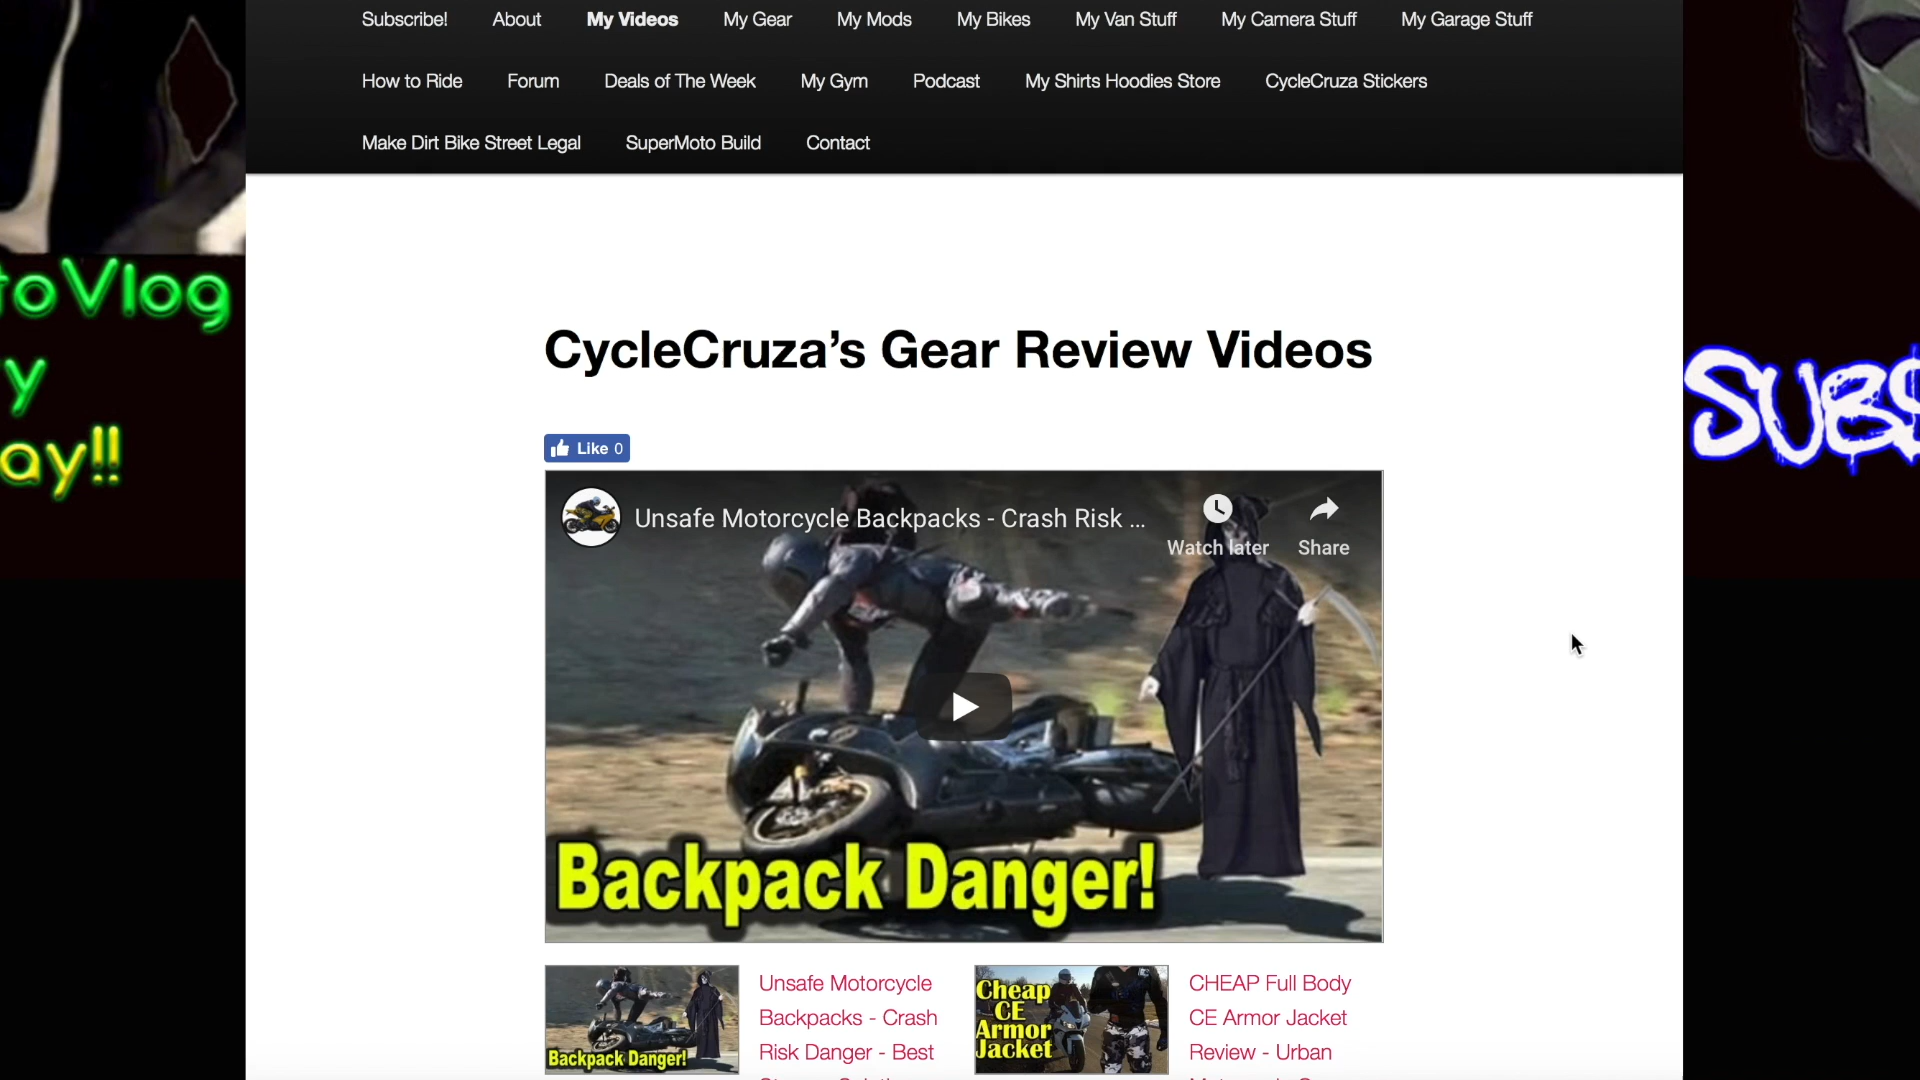 Subscribe! About My Videos My Gear My Mods My Bikes My Van Stuff My Camera Stuff My Garage Stuff
How to Ride Forum Deals of The Week My Gym Podcast My Shirts Hoodies Store CycleCruza Stickers
Make Dirt Bike Street Legal SuperMoto Build Contact
toVlog
y
ay!!
SUBS
CycleCruza’s Gear Review Videos
Like 0
Unsafe Motorcycle Backpacks - Crash Risk ...
Watch later Share
Backpack Danger!
Backpack Danger!
Unsafe Motorcycle
Backpacks - Crash
Risk Danger - Best
Cheap
CE
Armor
Jacket
CHEAP Full Body
CE Armor Jacket
Review - Urban